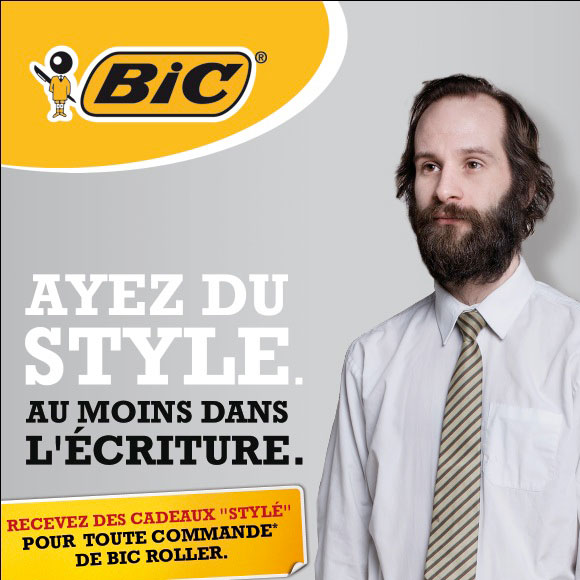 BiC®
AYEZ DU
STYLE.
AU MOINS DANS
L'ÉCRITURE.
RECEVEZ DES CADEAUX "STYLÉ"
POUR TOUTE COMMANDE*
DE BIC ROLLER.